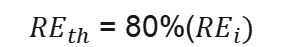 RE_th = 80%(RE_i)